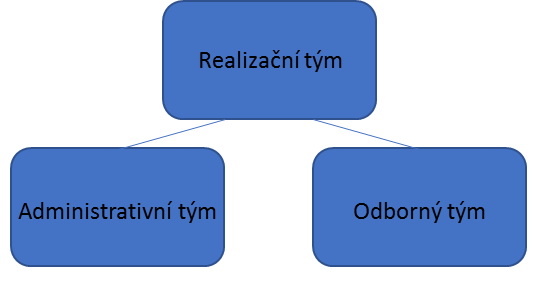 Realizační tým
Administrativní tým
Odborný tým